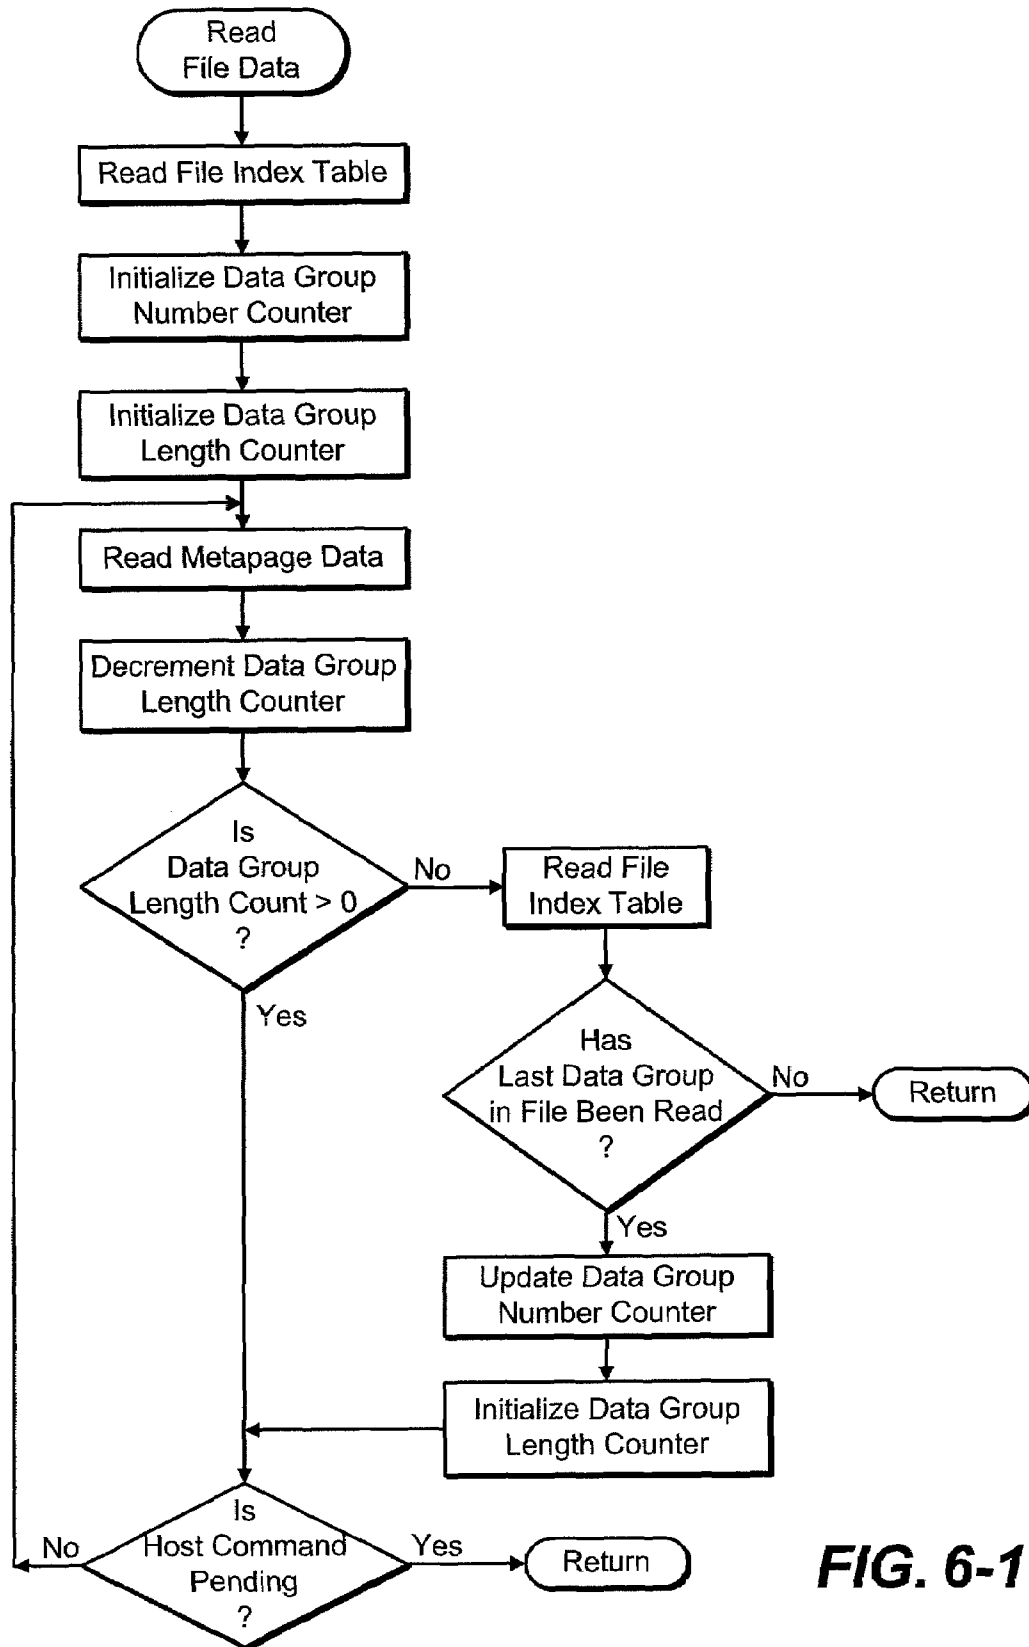 Read
File Data
Read File Index Table
Initialize Data Group
Number Counter
Initialize Data Group
Length Counter
Read Metapage Data
Decrement Data Group
Length Counter
Is
Data Group
Length Count > 0
?
No
Yes
Read File
Index Table
Has
Last Data Group
in File Been Read
?
No
Return
Yes
Update Data Group
Number Counter
Initialize Data Group
Length Counter
Is
Host Command
Pending
?
No
Yes
Return
FIG. 6-1